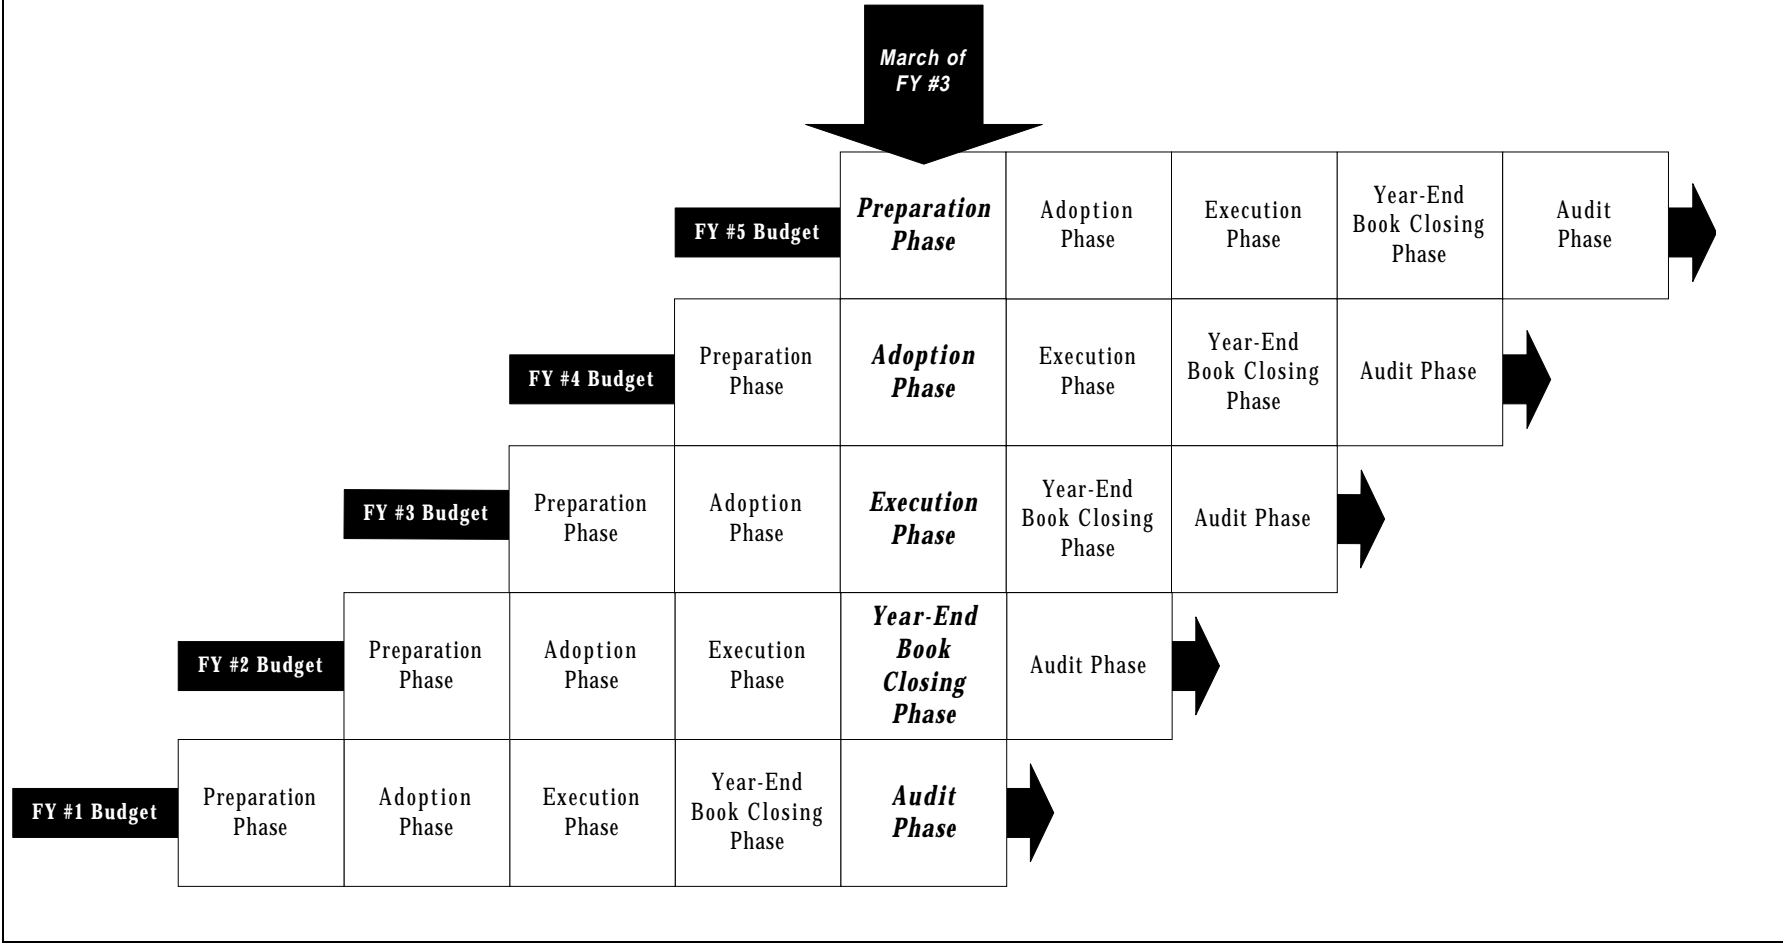 March of
FY #3
FY #5 Budget
Preparation
Phase
Adoption
Phase
Execution
Phase
Year-End
Book Closing
Phase
Audit
Phase
FY #4 Budget
Preparation
Phase
Adoption
Phase
Execution
Phase
Year-End
Book Closing
Phase
Audit Phase
FY #3 Budget
Preparation
Phase
Adoption
Phase
Execution
Phase
Year-End
Book Closing
Phase
Audit Phase
FY #2 Budget
Preparation
Phase
Adoption
Phase
Execution
Phase
Year-End
Book
Closing
Phase
Audit Phase
FY #1 Budget
Preparation
Phase
Adoption
Phase
Execution
Phase
Year-End
Book Closing
Phase
Audit
Phase